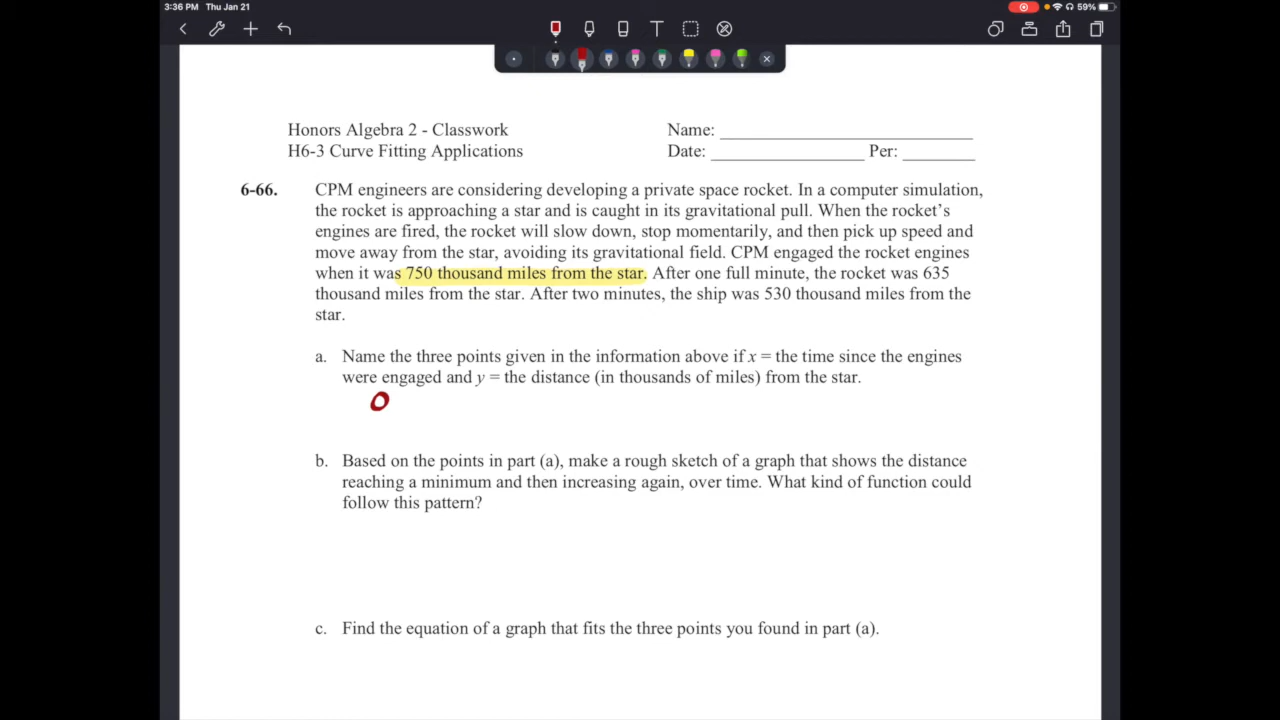 3:36 PM Thu Jan 21
59%
T
Honors Algebra 2 - Classwork
Name: ____________________
H6-3 Curve Fitting Applications
Date: ____________________ Per: ________
6-66. CPM engineers are considering developing a private space rocket. In a computer simulation,
the rocket is approaching a star and is caught in its gravitational pull. When the rocket's
engines are fired, the rocket will slow down, stop momentarily, and then pick up speed and
move away from the star, avoiding its gravitational field. CPM engaged the rocket engines
when it was 750 thousand miles from the star. After one full minute, the rocket was 635
thousand miles from the star. After two minutes, the ship was 530 thousand miles from the
star.
a. Name the three points given in the information above if x = the time since the engines
were engaged and y = the distance (in thousands of miles) from the star.
0
b. Based on the points in part (a), make a rough sketch of a graph that shows the distance
reaching a minimum and then increasing again, over time. What kind of function could
follow this pattern?
c. Find the equation of a graph that fits the three points you found in part (a).